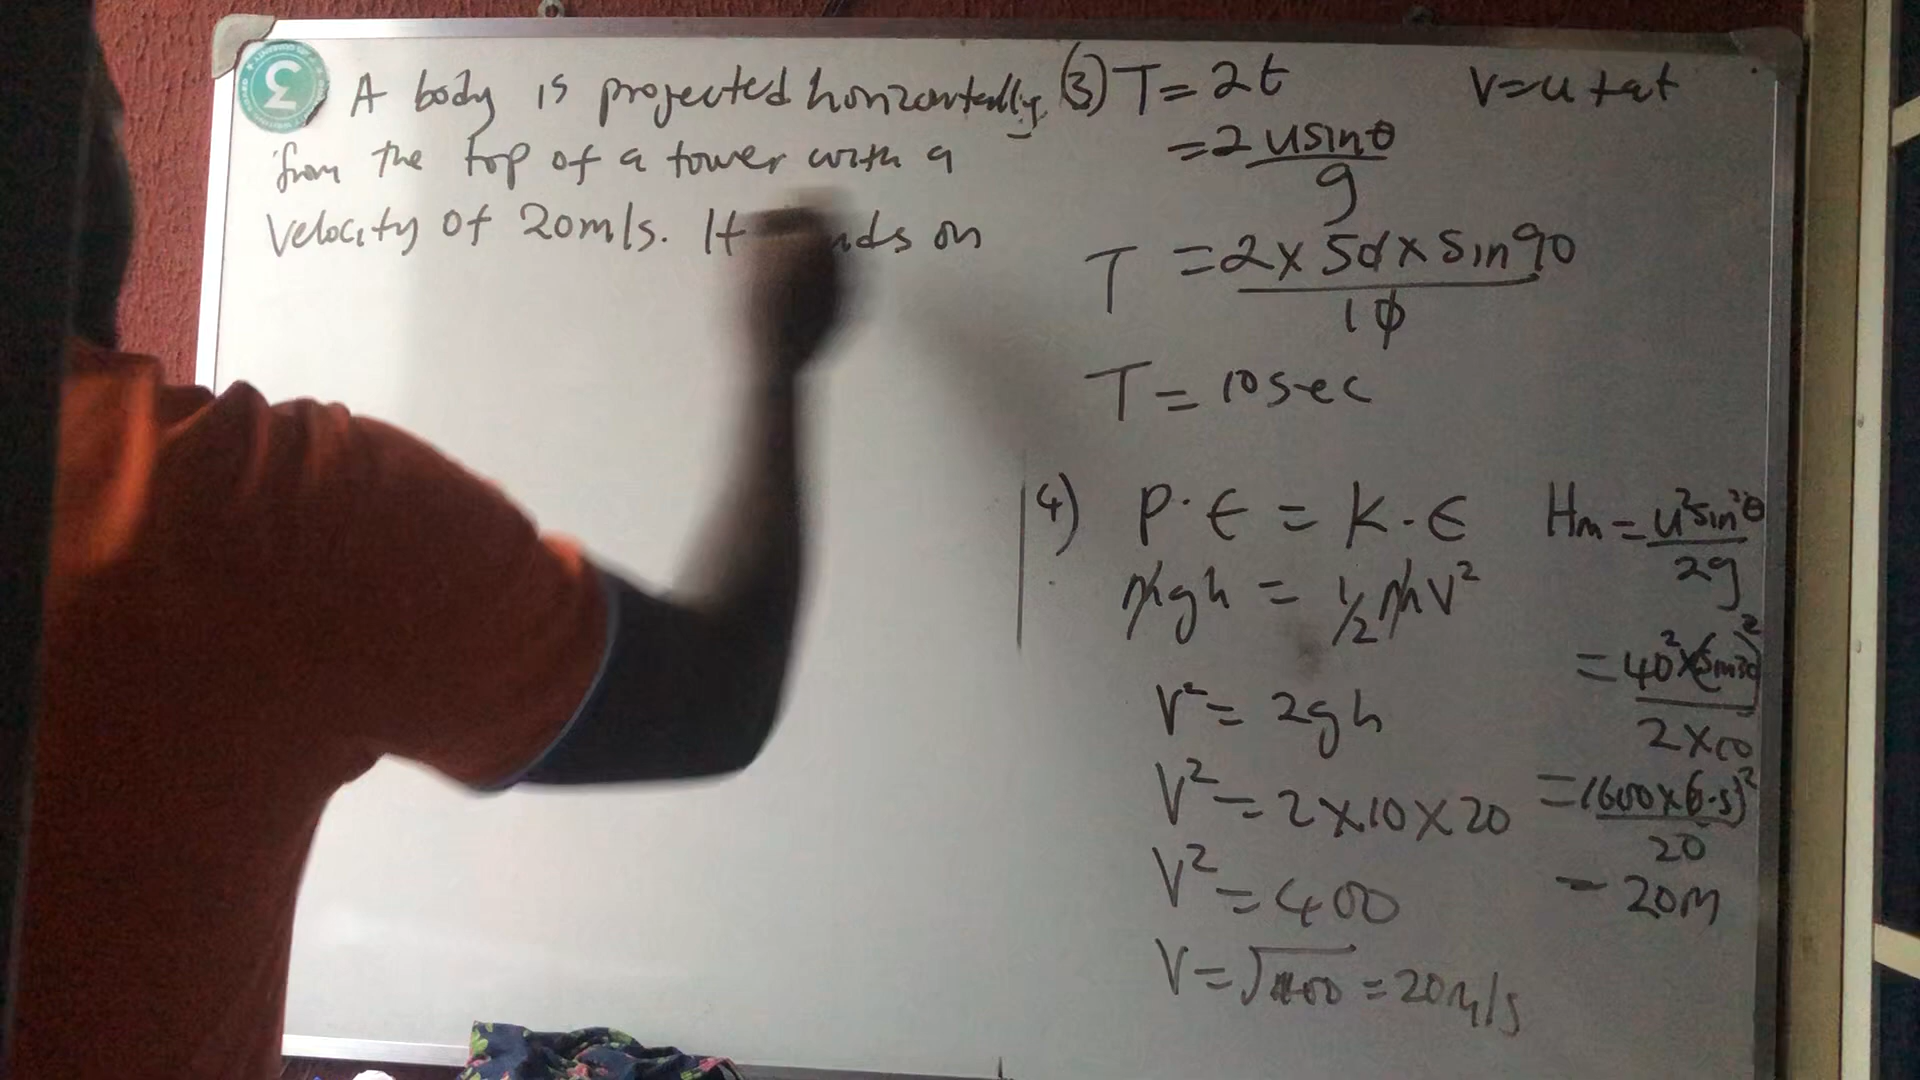 A body is projected horizontally
from the top of a tower with a
velocity of 20m/s. It on
(3) T = 2t
= 2 usinθ
g
T = 2 x 50 x sin90
10
T = 10sec
V = u + at
4) P.E = K.E
mgh = 1/2 mv²
V² = 2gh
V² = 2x10x20
V² = 400
V = √400 = 20m/s
Hm = u²sin²θ
2g
= 40² x (sin30)²
2x10
= 1600 x (0.5)²
20
- 20m